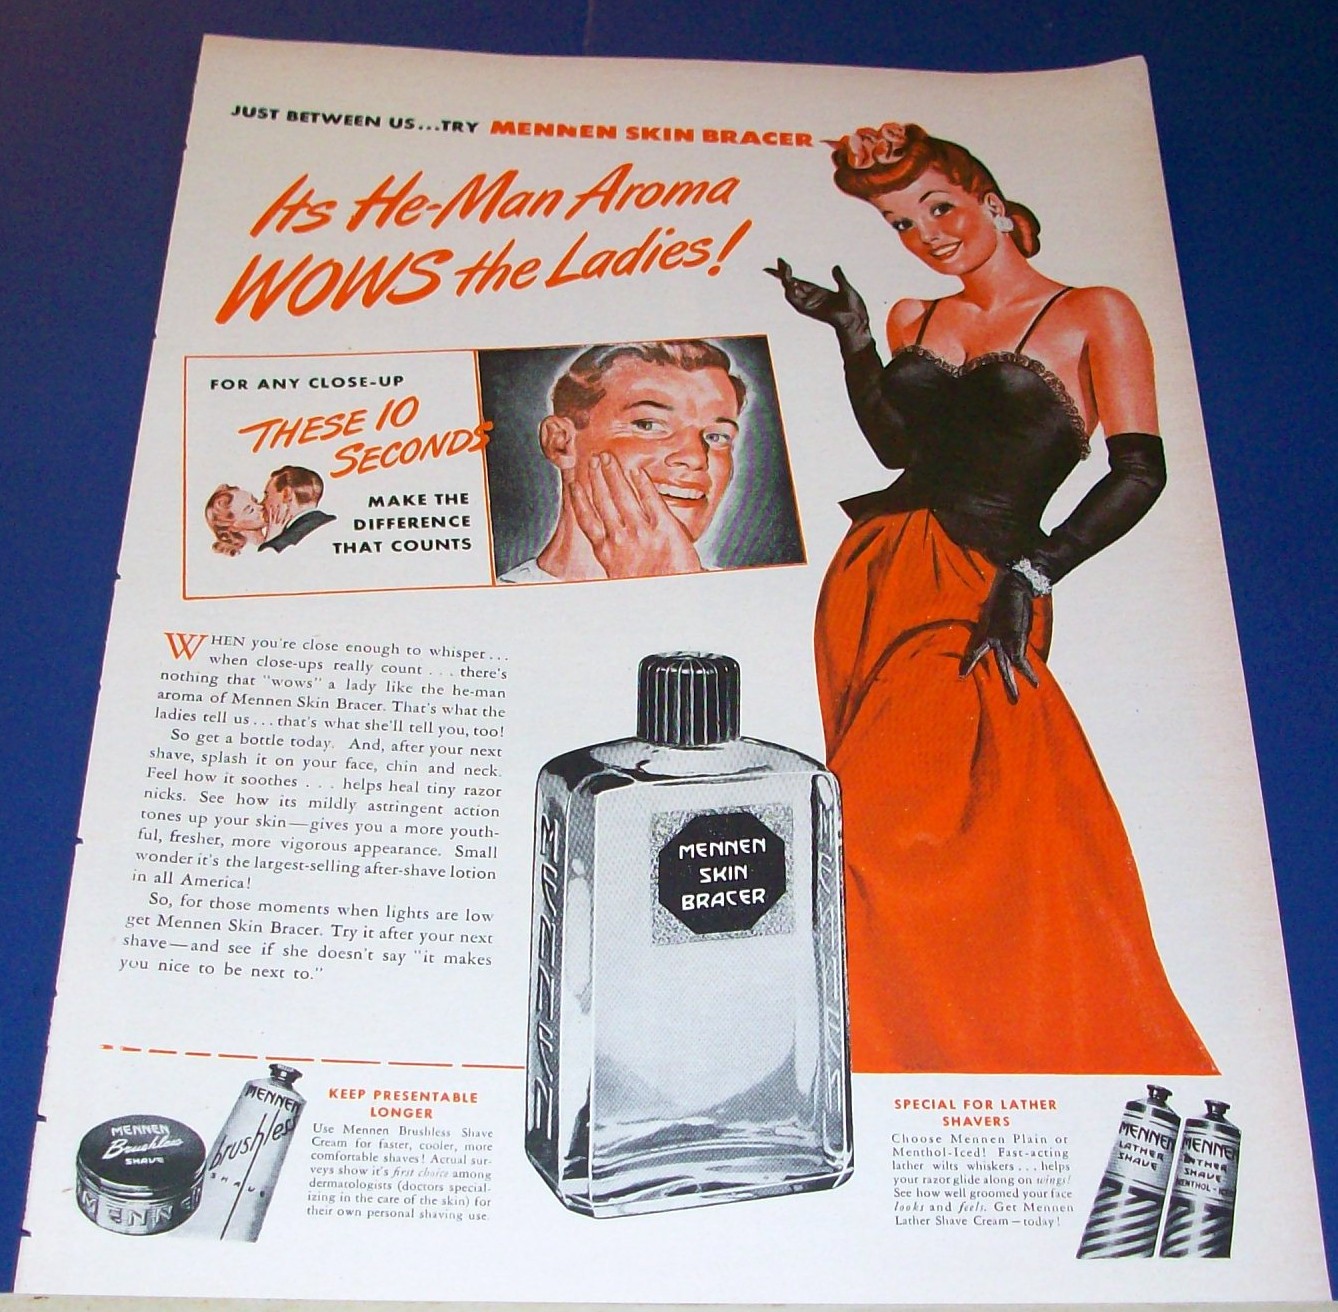 JUST BETWEEN US...TRY MENNEN SKIN BRACER
Its He-Man Aroma
WOWS the Ladies!
FOR ANY CLOSE-UP
THESE 10
SECONDS
MAKE THE
DIFFERENCE
THAT COUNTS
WHEN you're close enough to whisper...
when close-ups really count . . . there's
nothing that "wows" a lady like the he-man
aroma of Mennen Skin Bracer. That's what the
ladies tell us...that's what she'll tell you, too!
So get a bottle today. And, after your next
shave, splash it on your face, chin and neck.
Feel how it soothes . . . helps heal tiny razor
nicks. See how its mildly astringent action
tones up your skin—gives you a more youth-
ful, fresher, more vigorous appearance. Small
wonder it's the largest-selling after-shave lotion
in all America!
So, for those moments when lights are low
get Mennen Skin Bracer. Try it after your next
shave—and see if she doesn't say "it makes
you nice to be next to."
MENNEN
SKIN
BRACER
MENNEN
Brushless
SHAVE
MENNEN
MENNEN
brushless
SHAVE
KEEP PRESENTABLE
LONGER
Use Mennen Brushless Shave
Cream for faster, cooler, more
comfortable shaves! Actual sur-
veys show it's first choice among
dermatologists (doctors special-
izing in the care of the skin) for
their own personal shaving use.
SPECIAL FOR LATHER
SHAVERS
Choose Mennen Plain or
Menthol-Iced! Fast-acting
lather wilts whiskers . . . helps
your razor glide along on wings!
See how well groomed your face
looks and feels. Get Mennen
Lather Shave Cream—today!
MENNEN
LATHER
SHAVE
MENNEN
LATHER
SHAVE
MENTHOL-ICED